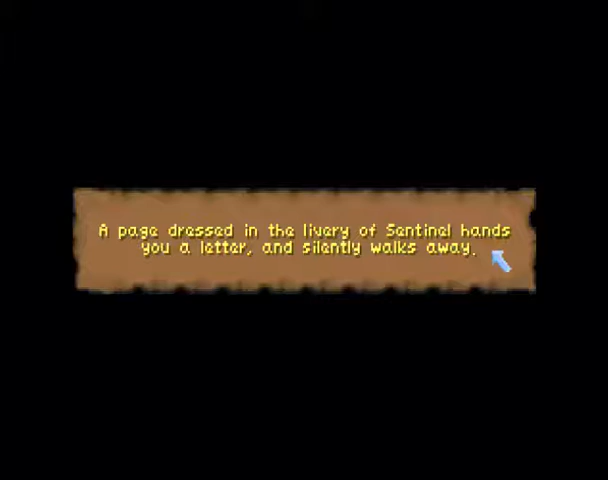 A page dressed in the livery of Sentinel hands
you a letter, and silently walks away.